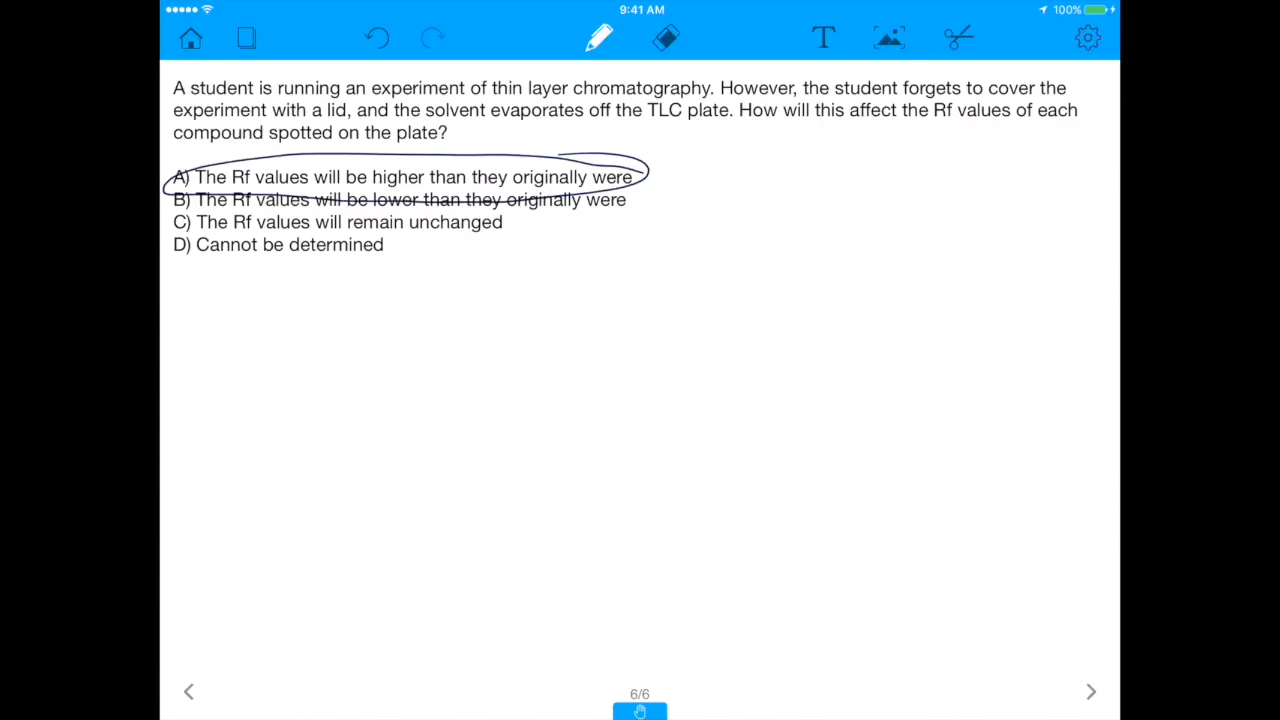 9:41 AM
100%
T
A student is running an experiment of thin layer chromatography. However, the student forgets to cover the
experiment with a lid, and the solvent evaporates off the TLC plate. How will this affect the Rf values of each
compound spotted on the plate?
A) The Rf values will be higher than they originally were
B) The Rf values will be lower than they originally were
C) The Rf values will remain unchanged
D) Cannot be determined
6/6